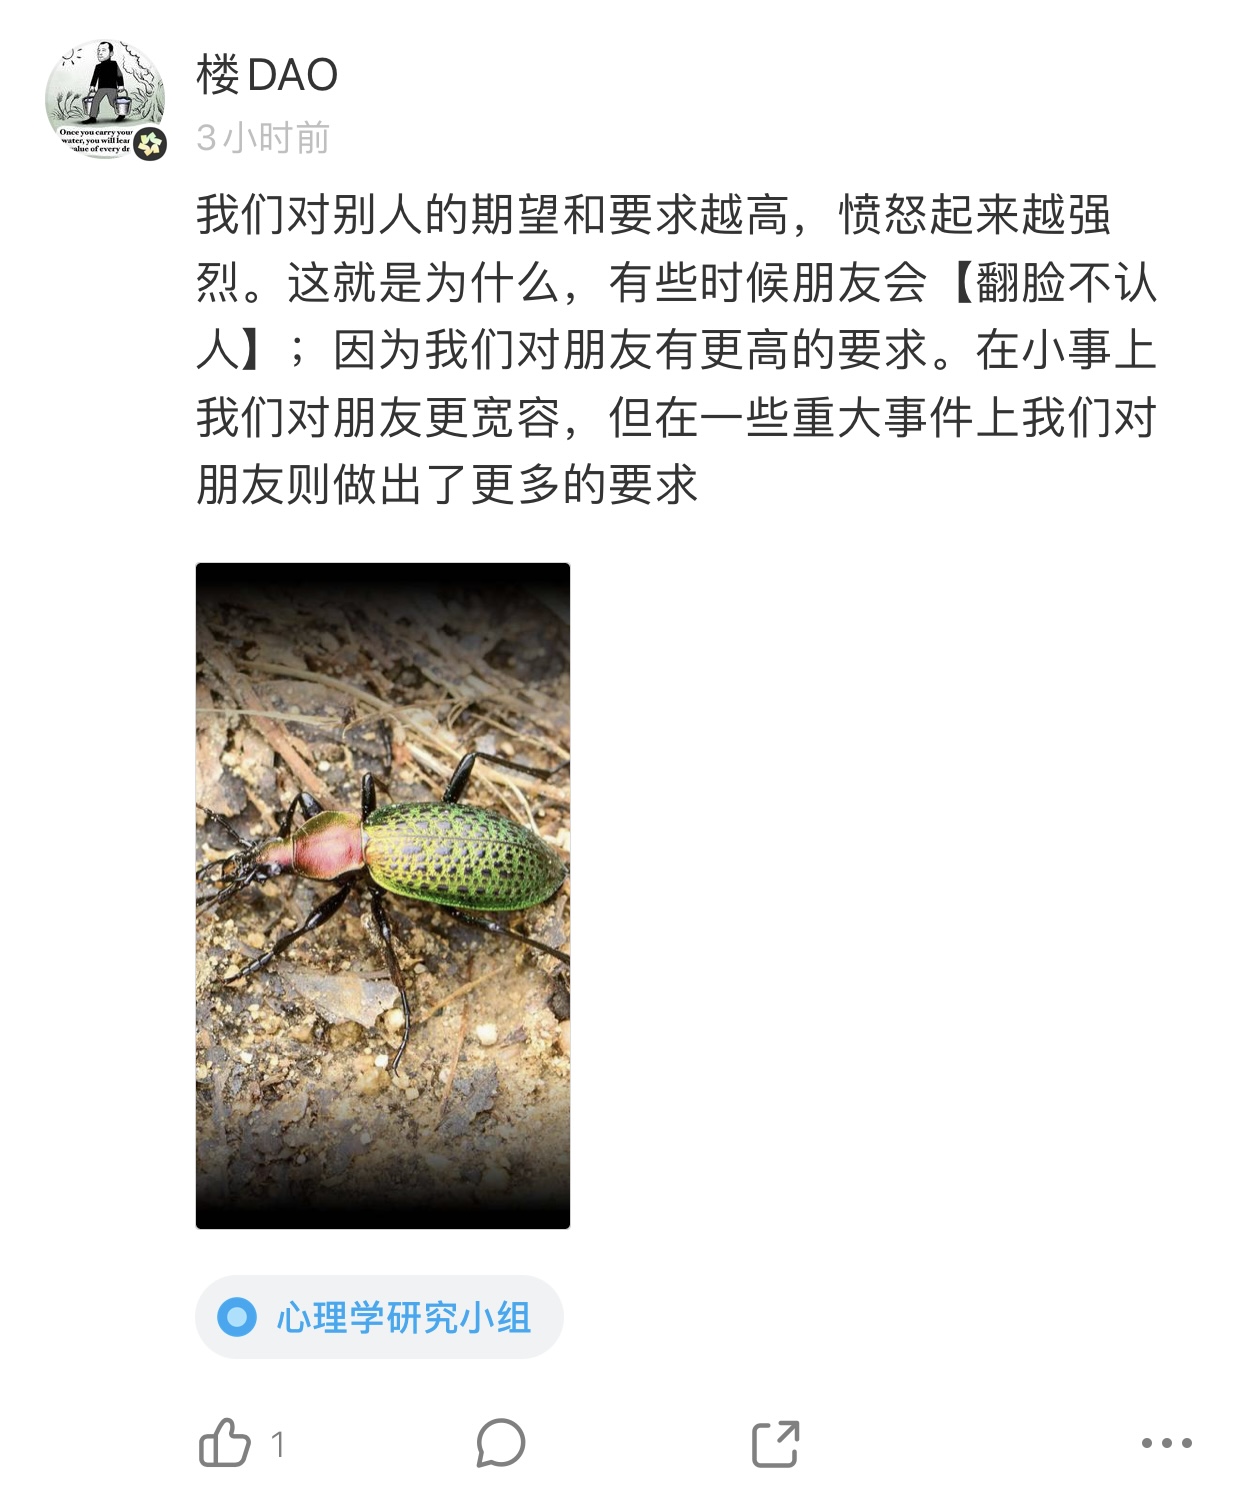 Once you carry your
water, you will lear
value of every dr
楼DAO
3小时前
我们对别人的期望和要求越高，愤怒起来越强
烈。这就是为什么，有些时候朋友会【翻脸不认
人】；因为我们对朋友有更高的要求。在小事上
我们对朋友更宽容，但在一些重大事件上我们对
朋友则做出了更多的要求
心理学研究小组
1